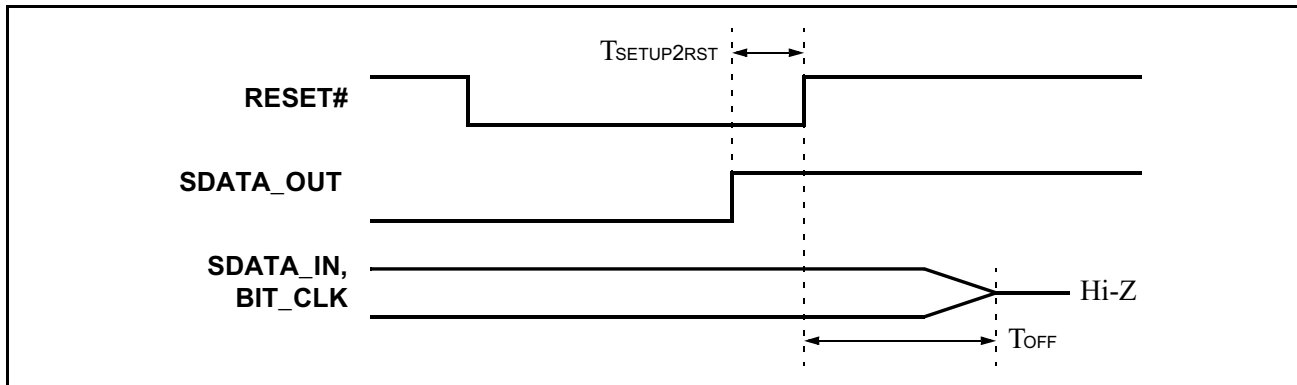 TSETUP2RST
RESET#
SDATA_OUT
SDATA_IN,
BIT_CLK
Hi-Z
TOFF